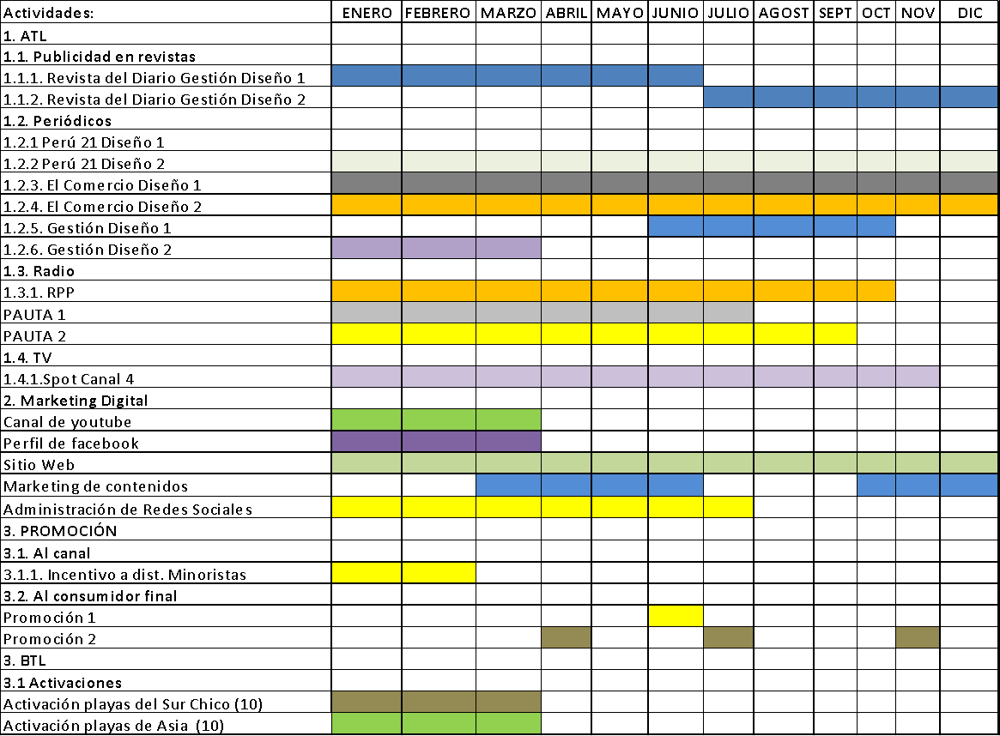 Actividades: ENERO FEBRERO MARZO ABRIL MAYO JUNIO JULIO AGOST SEPT OCT NOV DIC
1. ATL
1.1. Publicidad en revistas
1.1.1. Revista del Diario Gestión Diseño 1
1.1.2. Revista del Diario Gestión Diseño 2
1.2. Periódicos
1.2.1 Perú 21 Diseño 1
1.2.2 Perú 21 Diseño 2
1.2.3. El Comercio Diseño 1
1.2.4. El Comercio Diseño 2
1.2.5. Gestión Diseño 1
1.2.6. Gestión Diseño 2
1.3. Radio
1.3.1. RPP
PAUTA 1
PAUTA 2
1.4. TV
1.4.1.Spot Canal 4
2. Marketing Digital
Canal de youtube
Perfil de facebook
Sitio Web
Marketing de contenidos
Administración de Redes Sociales
3. PROMOCIÓN
3.1. Al canal
3.1.1. Incentivo a dist. Minoristas
3.2. Al consumidor final
Promoción 1
Promoción 2
3. BTL
3.1 Activaciones
Activación playas del Sur Chico (10)
Activación playas de Asia (10)